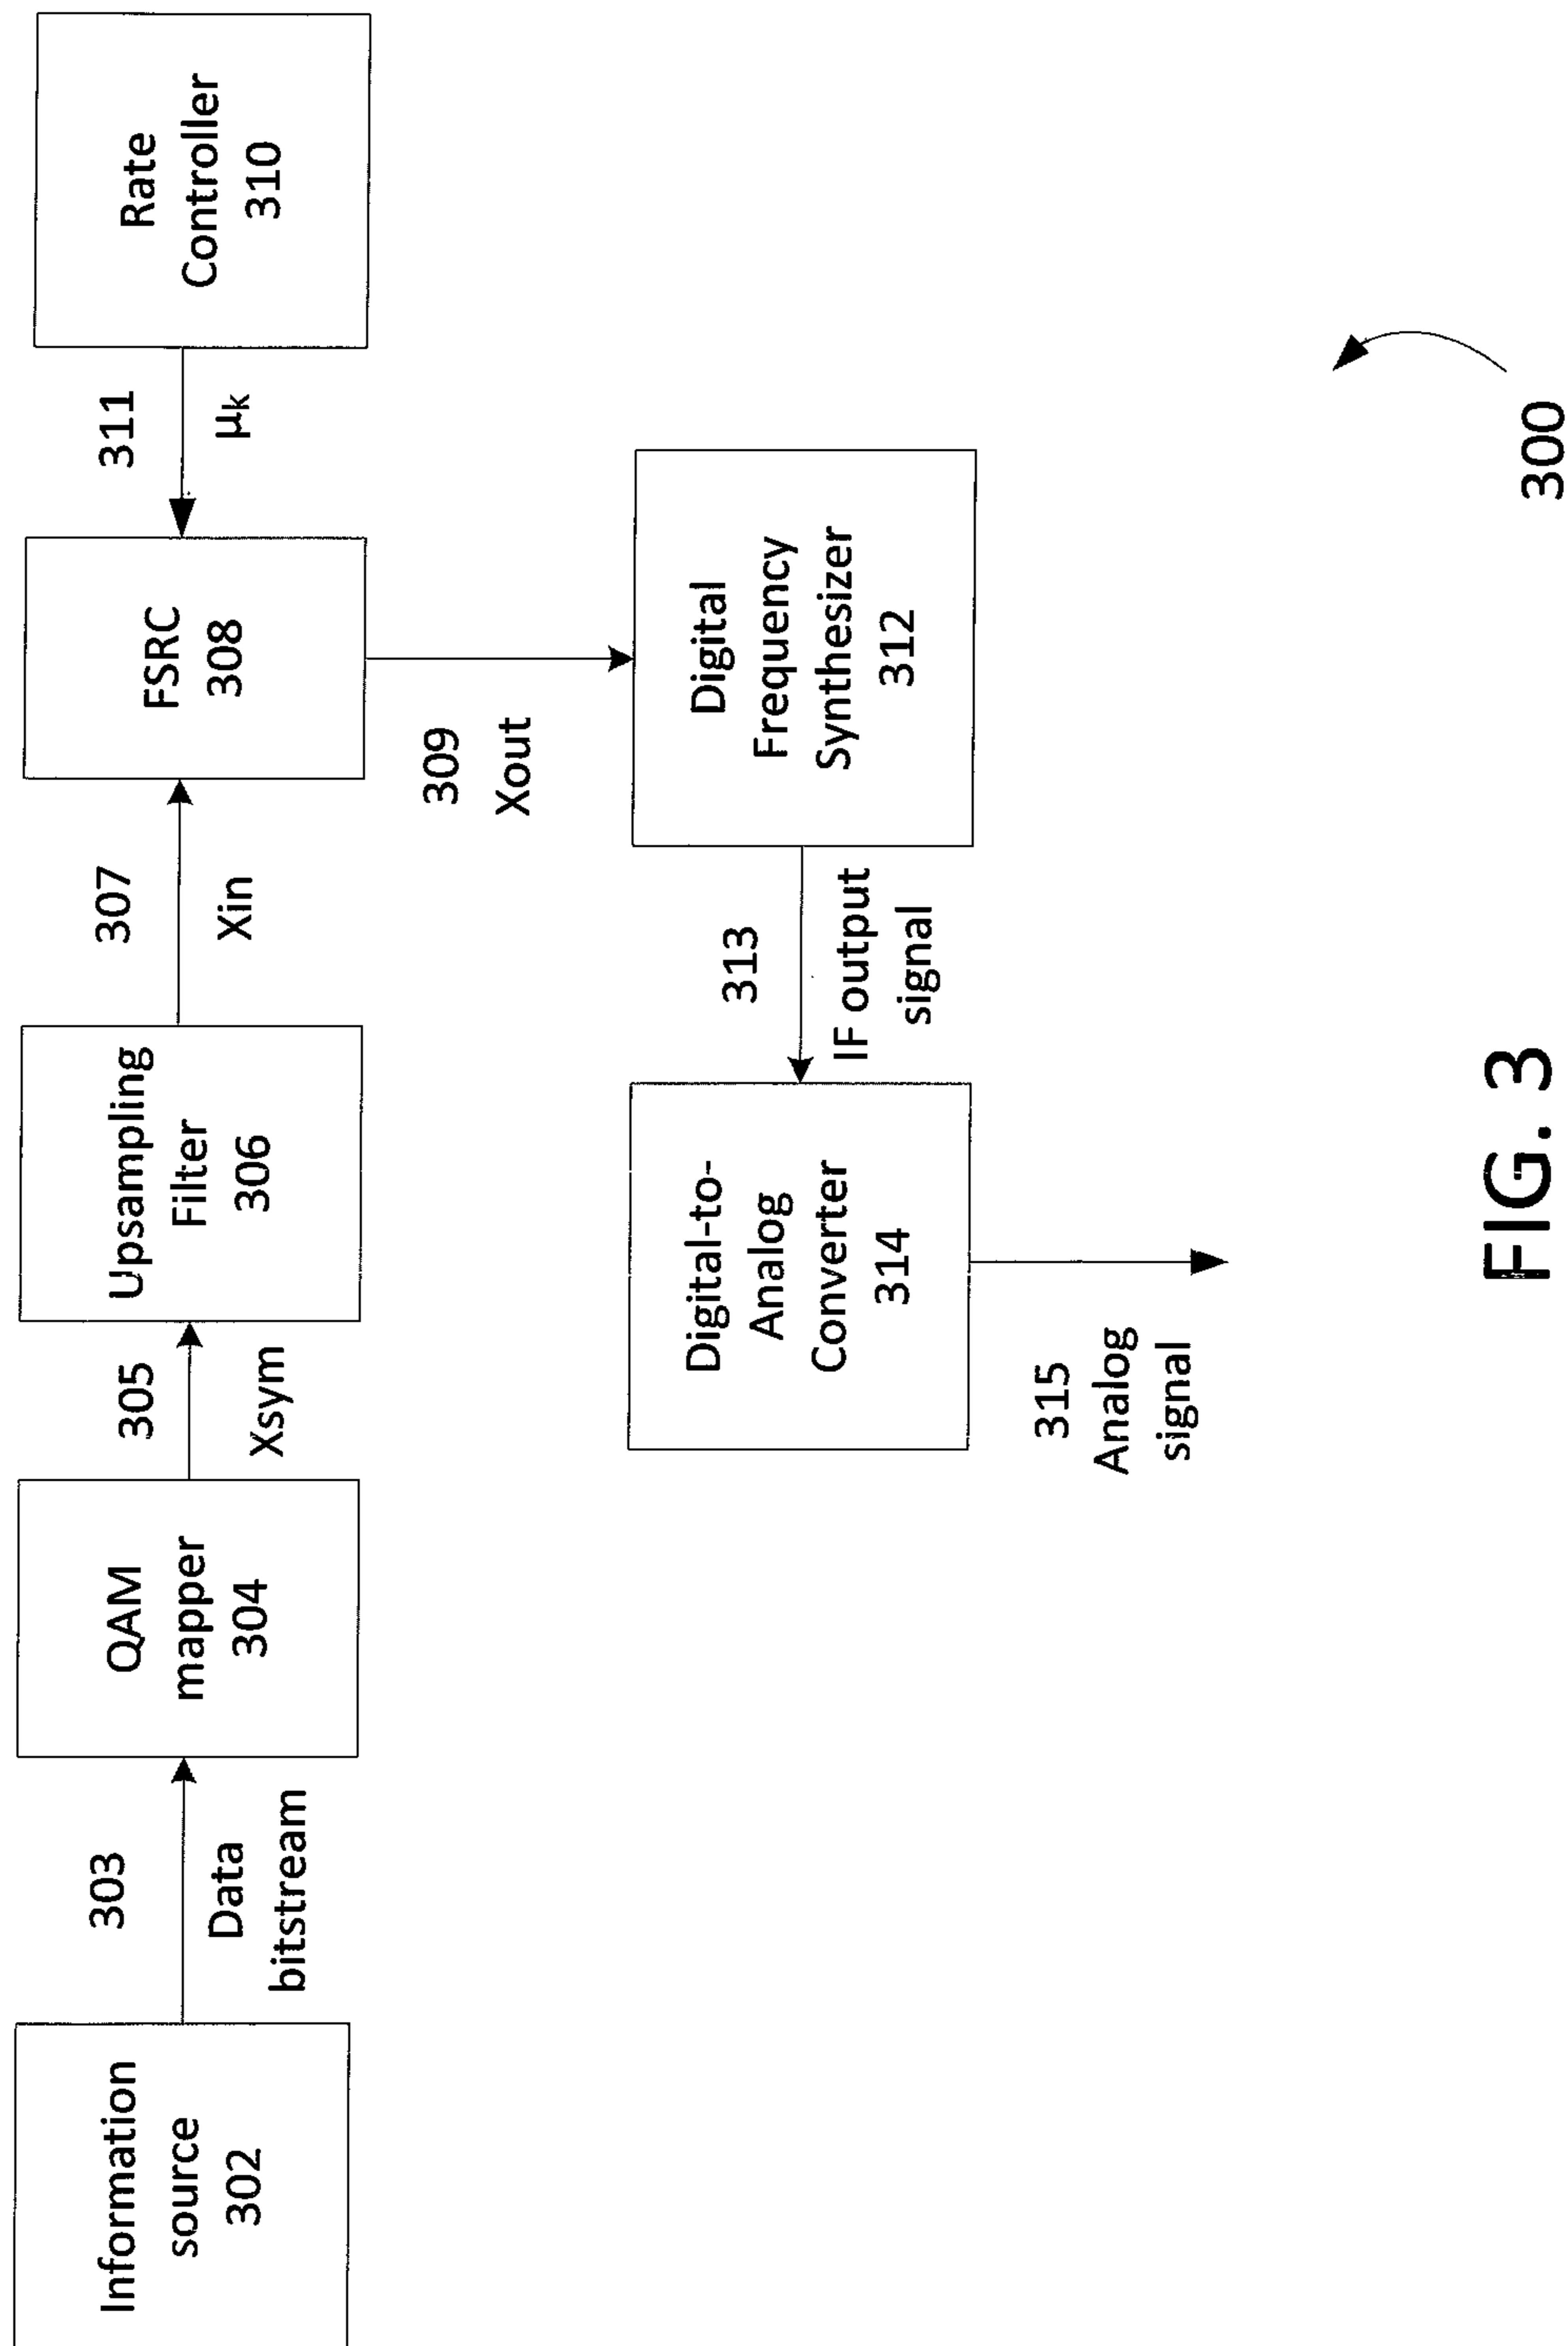 Information
source
302
303
Data
bitstream
QAM
mapper
304
305
Xsym
Upsampling
Filter
306
307
Xin
FSRC
308
311
μk
Rate
Controller
310
309
Xout
Digital
Frequency
Synthesizer
312
313
IF output
signal
Digital-to-
Analog
Converter
314
315
Analog
signal
300
FIG. 3